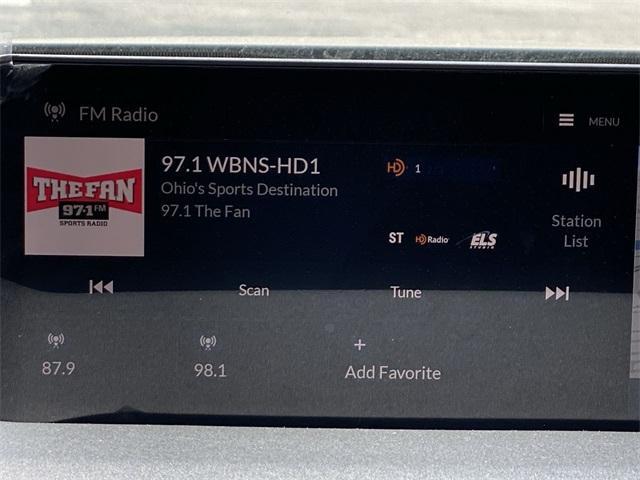 FM Radio
MENU
THE FAN
97.1 FM
SPORTS RADIO
97.1 WBNS-HD1
Ohio's Sports Destination
97.1 The Fan
HD 1
ST HD Radio ELS
STUDIO
Station
List
Scan
Tune
87.9
98.1
+
Add Favorite